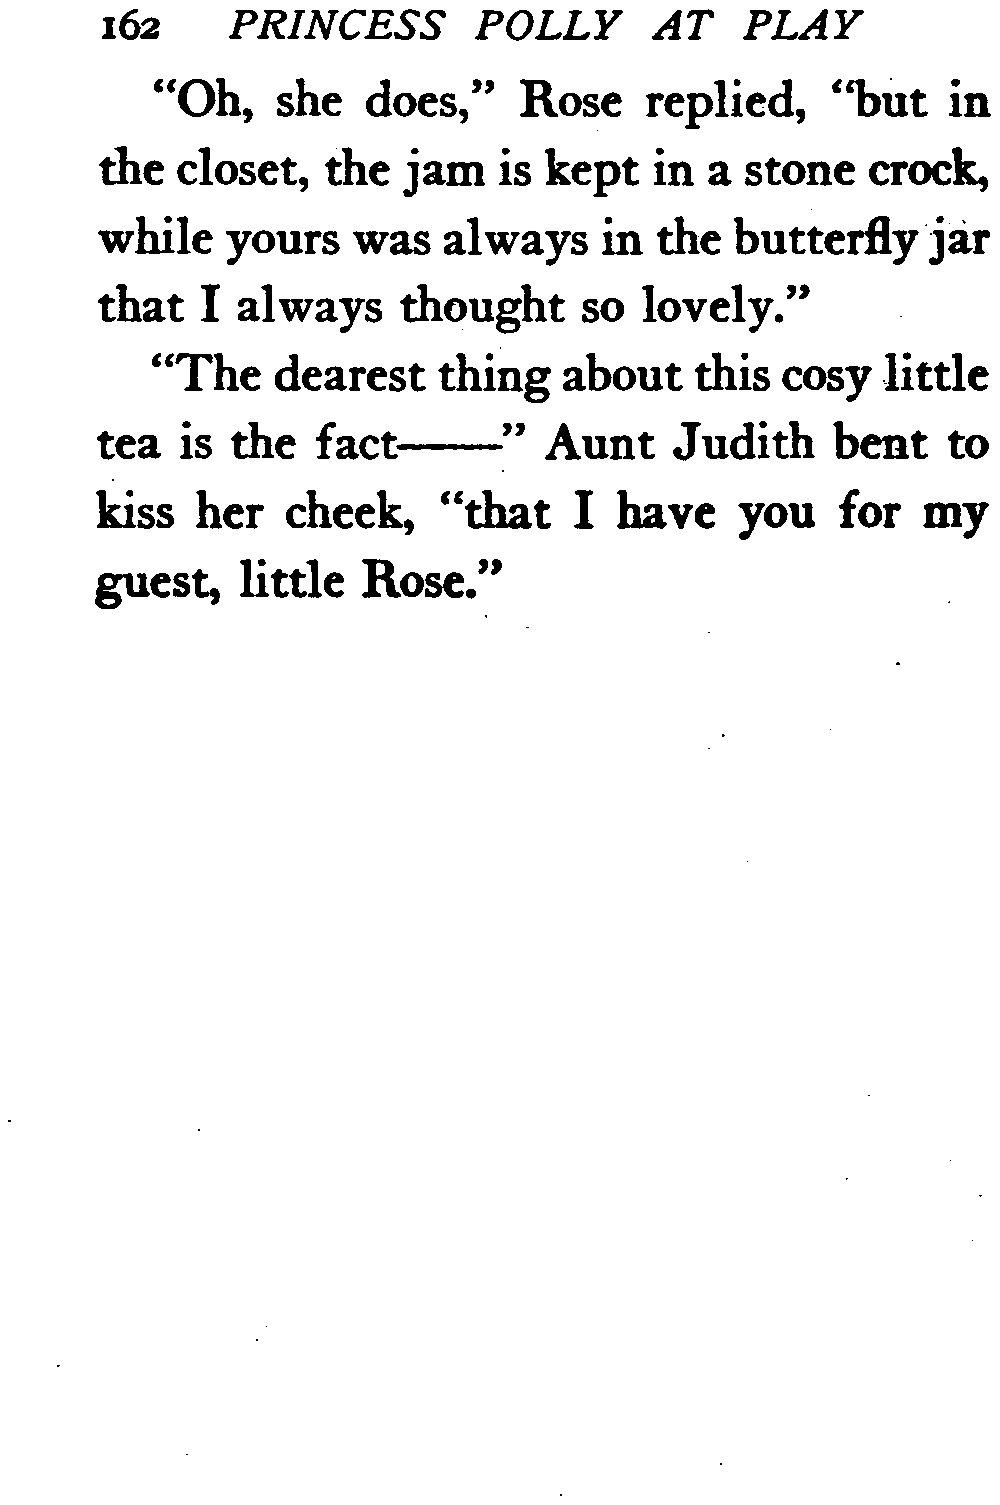 162 PRINCESS POLLY AT PLAY
"Oh, she does," Rose replied, "but in
the closet, the jam is kept in a stone crock,
while yours was always in the butterfly jar
that I always thought so lovely."
"The dearest thing about this cosy little
tea is the fact——" Aunt Judith bent to
kiss her cheek, "that I have you for my
guest, little Rose."